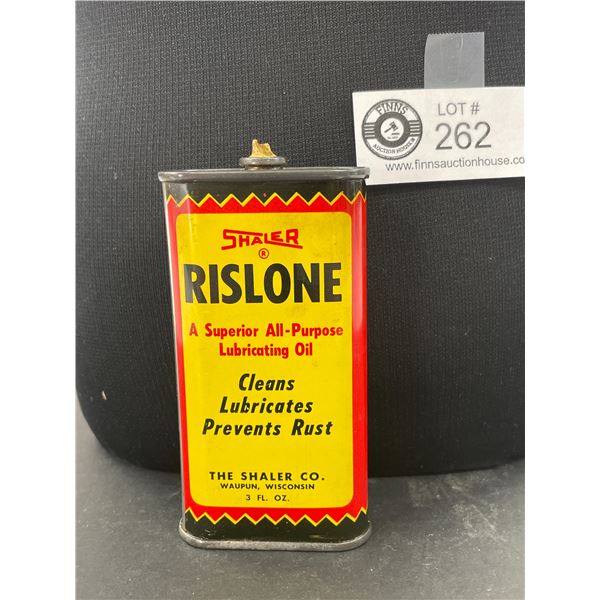 FINNS
AUCTION HOUSE
LOT #
262
www.finnsauctionhouse.co
SHALER
®
RISLONE
A Superior All-Purpose
Lubricating Oil
Cleans
Lubricates
Prevents Rust
THE SHALER CO.
WAUPUN, WISCONSIN
3 FL. OZ.